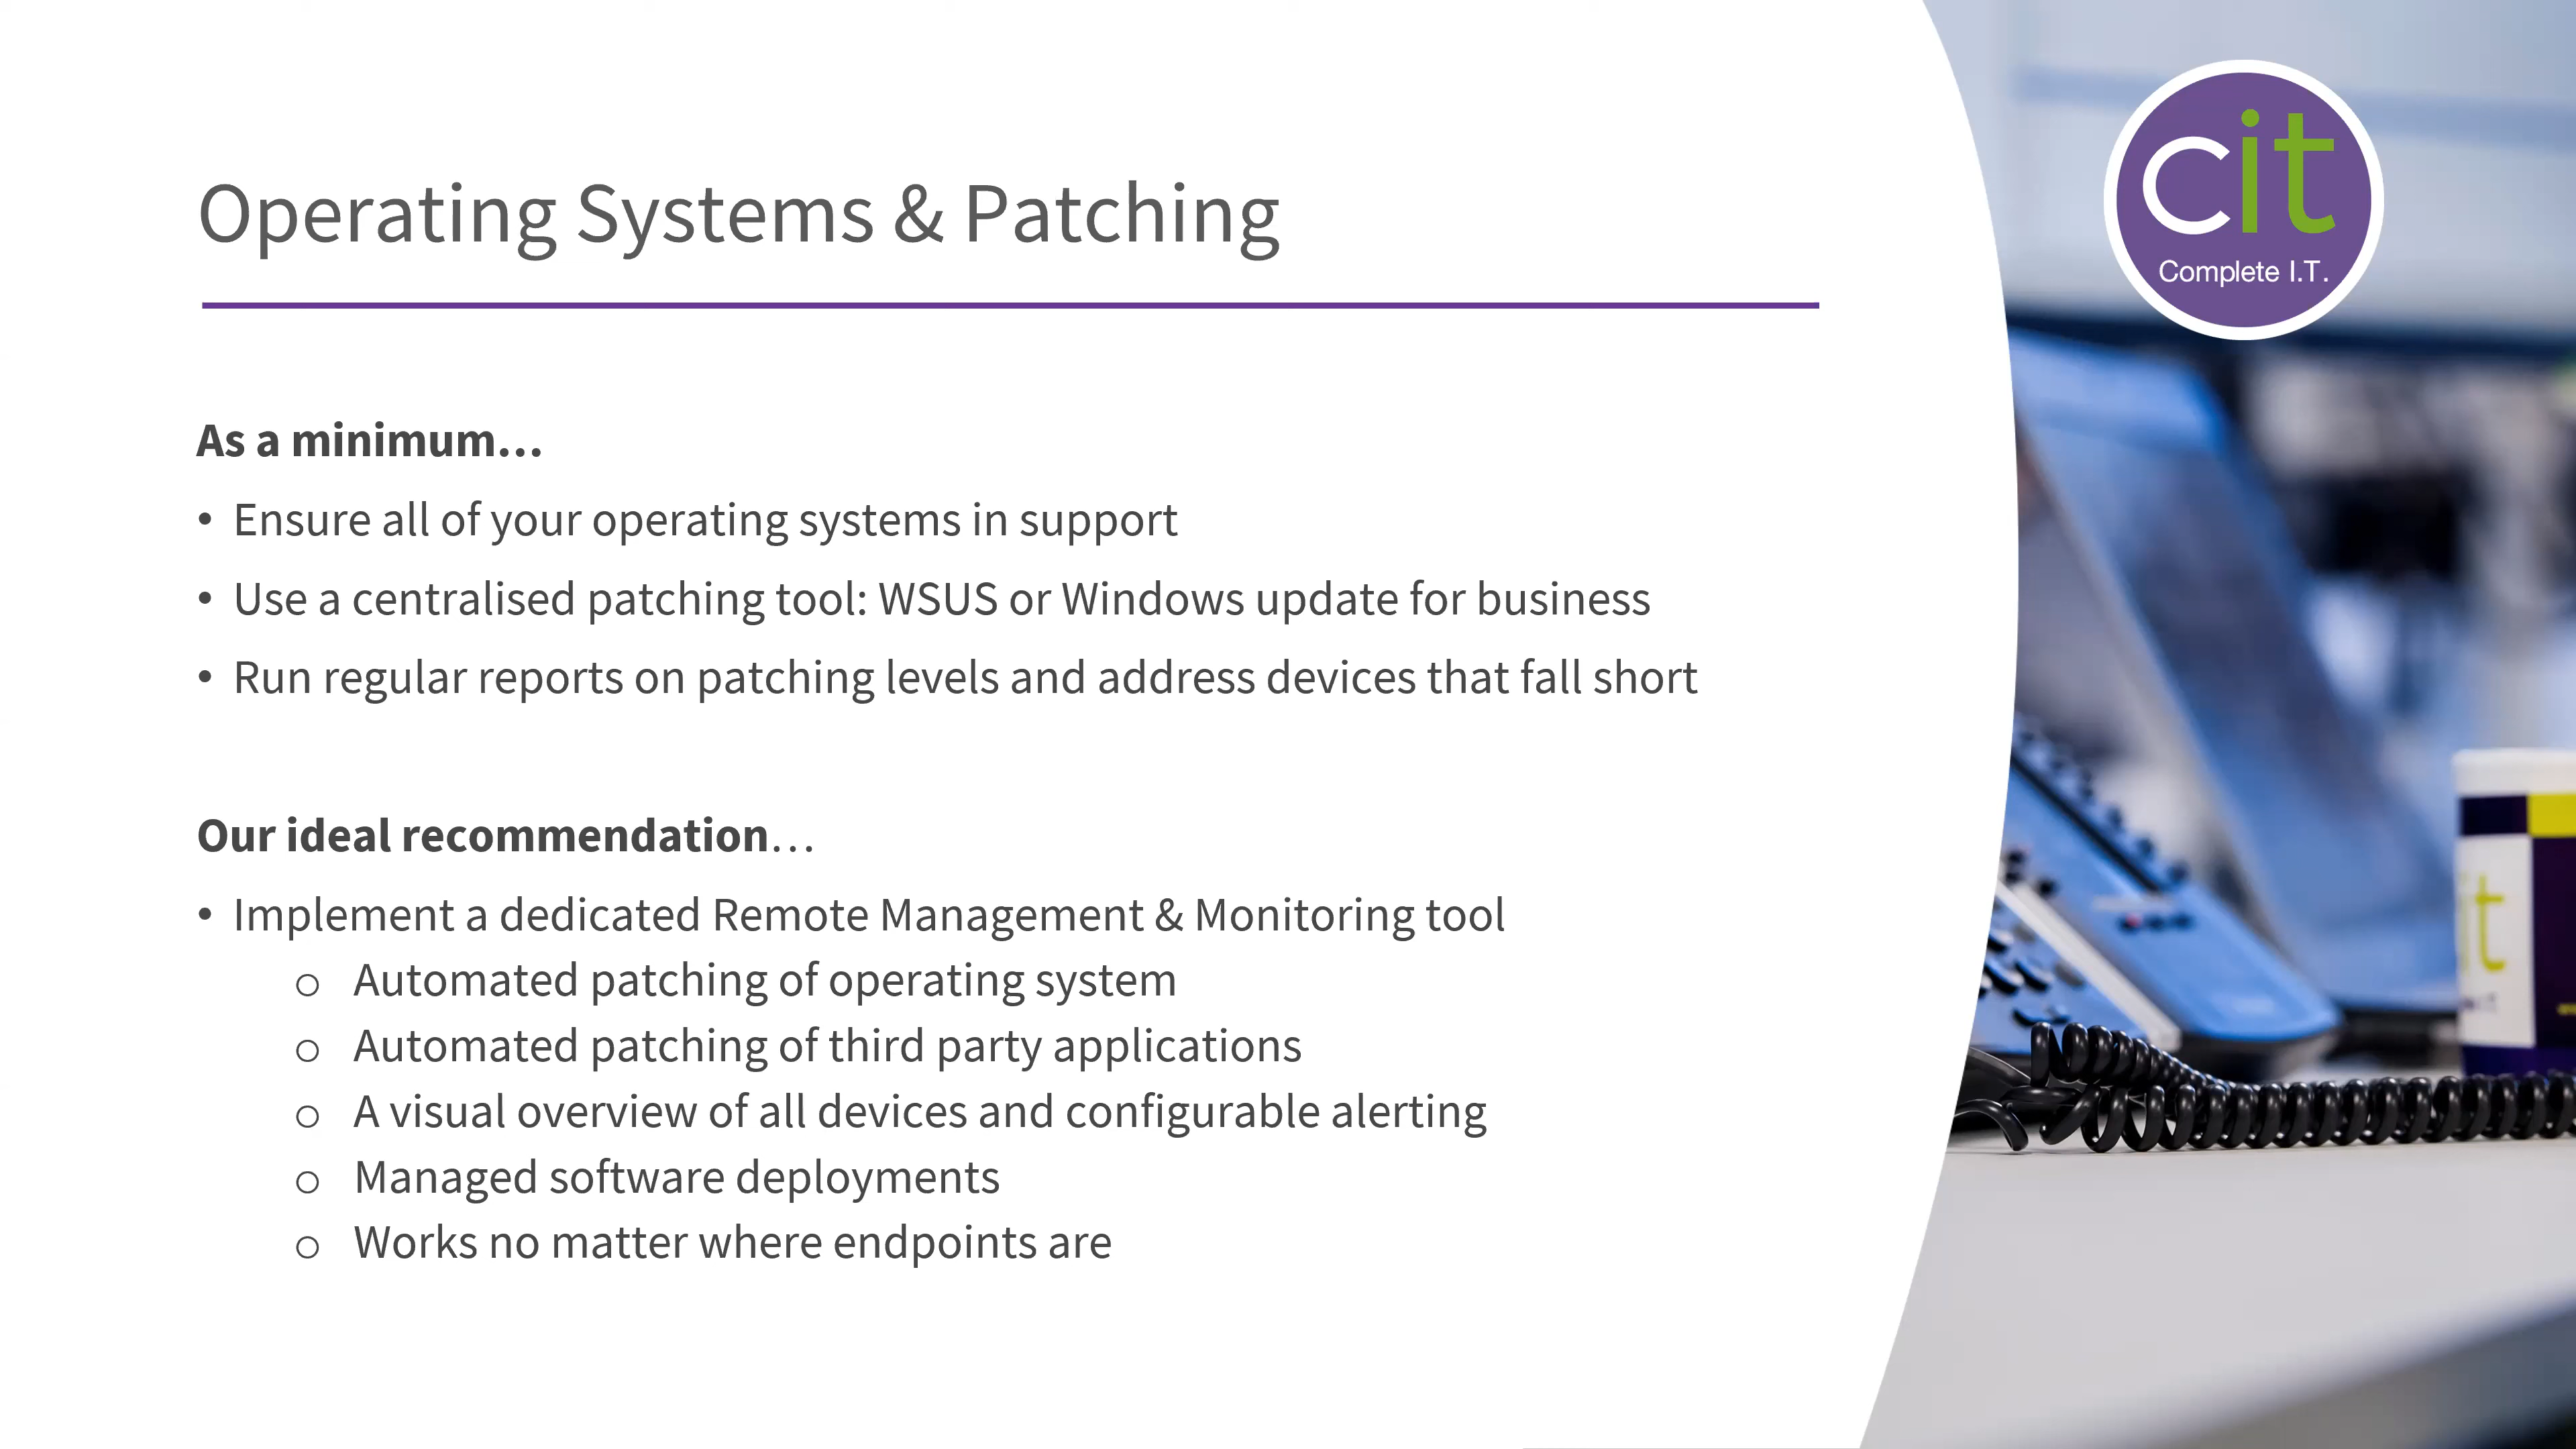 cit
Complete I.T.
Operating Systems & Patching
As a minimum…
• Ensure all of your operating systems in support
• Use a centralised patching tool: WSUS or Windows update for business
• Run regular reports on patching levels and address devices that fall short
Our ideal recommendation…
• Implement a dedicated Remote Management & Monitoring tool
o Automated patching of operating system
o Automated patching of third party applications
o A visual overview of all devices and configurable alerting
o Managed software deployments
o Works no matter where endpoints are
it